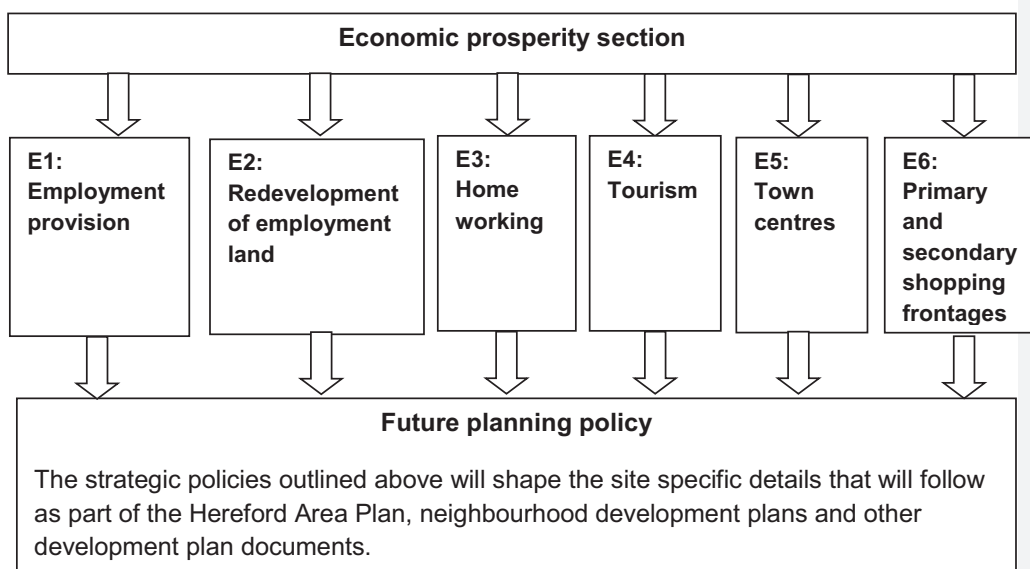 Economic prosperity section
E1:
Employment
provision
E2:
Redevelopment
of employment
land
E3:
Home
working
E4:
Tourism
E5:
Town
centres
E6:
Primary
and
secondary
shopping
frontages
Future planning policy
The strategic policies outlined above will shape the site specific details that will follow
as part of the Hereford Area Plan, neighbourhood development plans and other
development plan documents.